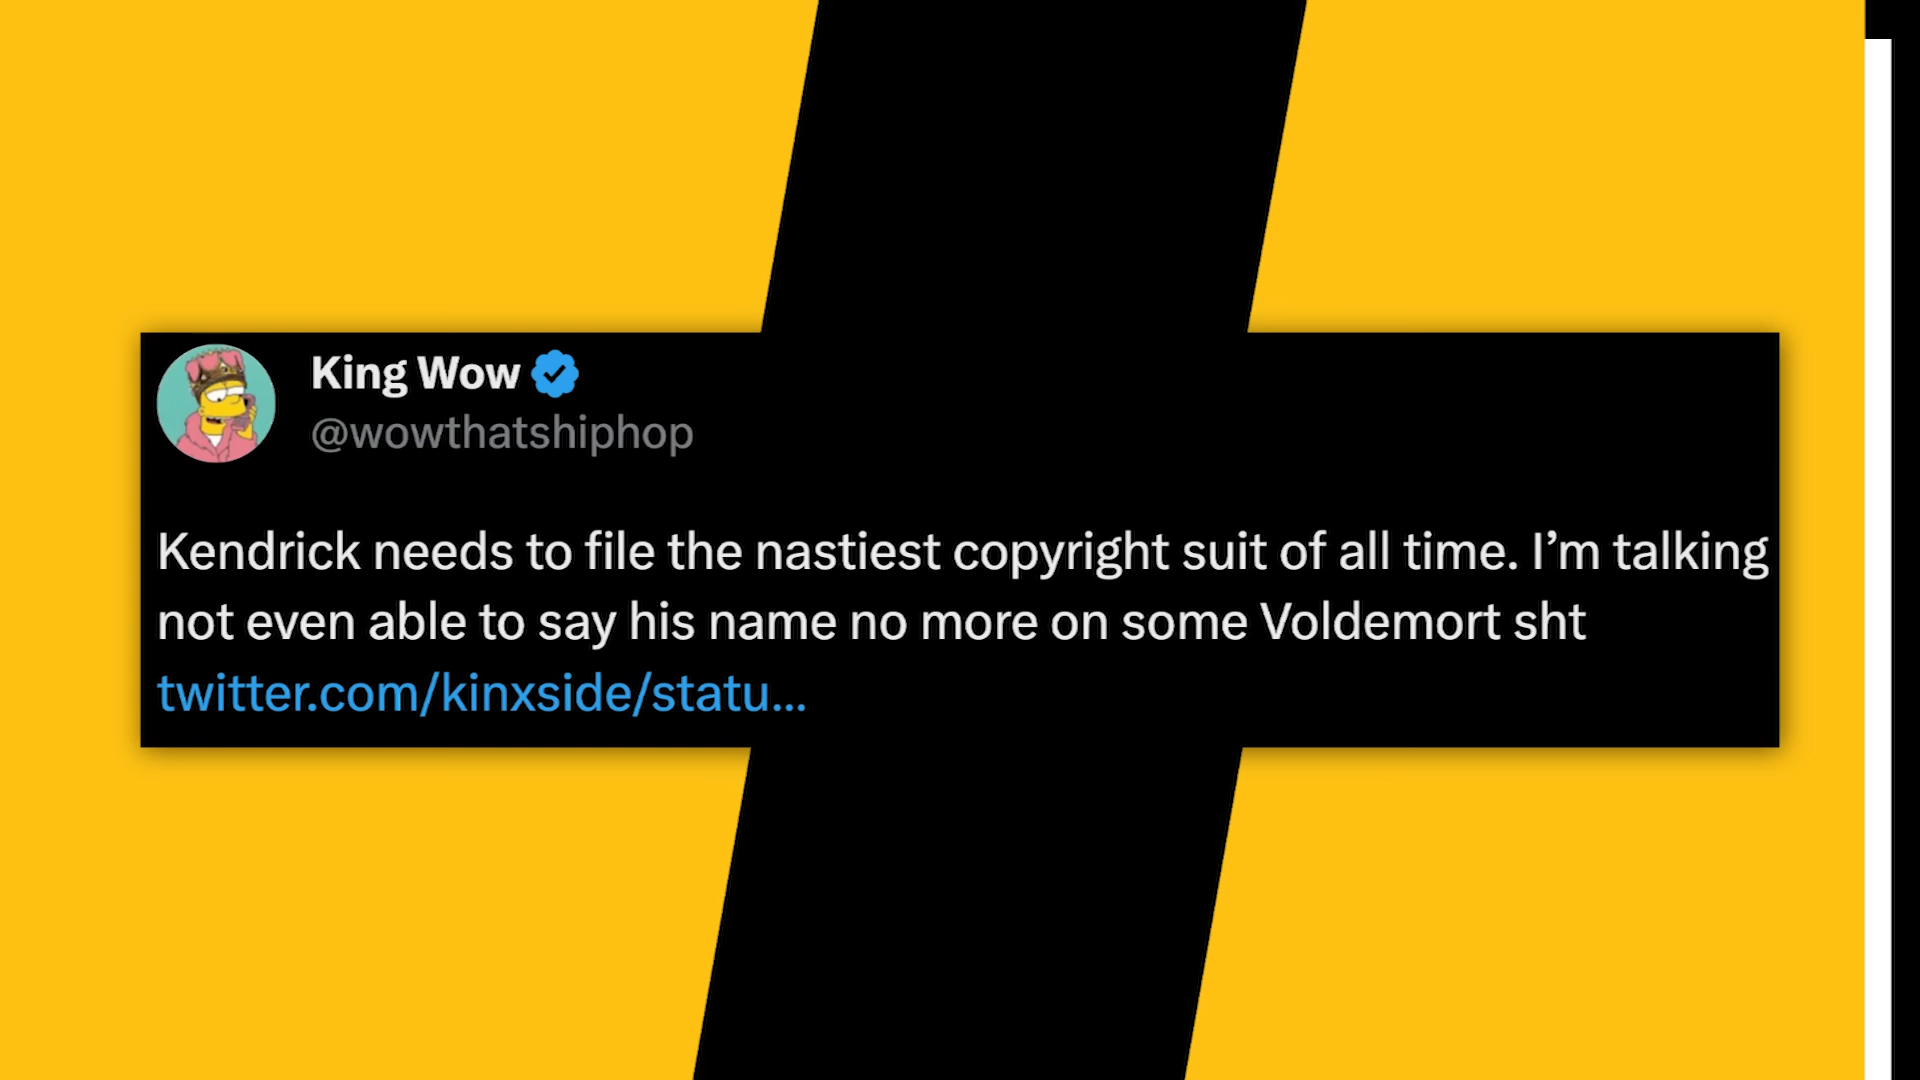 King Wow
@wowthatshiphop
Kendrick needs to file the nastiest copyright suit of all time. I’m talking
not even able to say his name no more on some Voldemort sht
twitter.com/kinxside/statu...